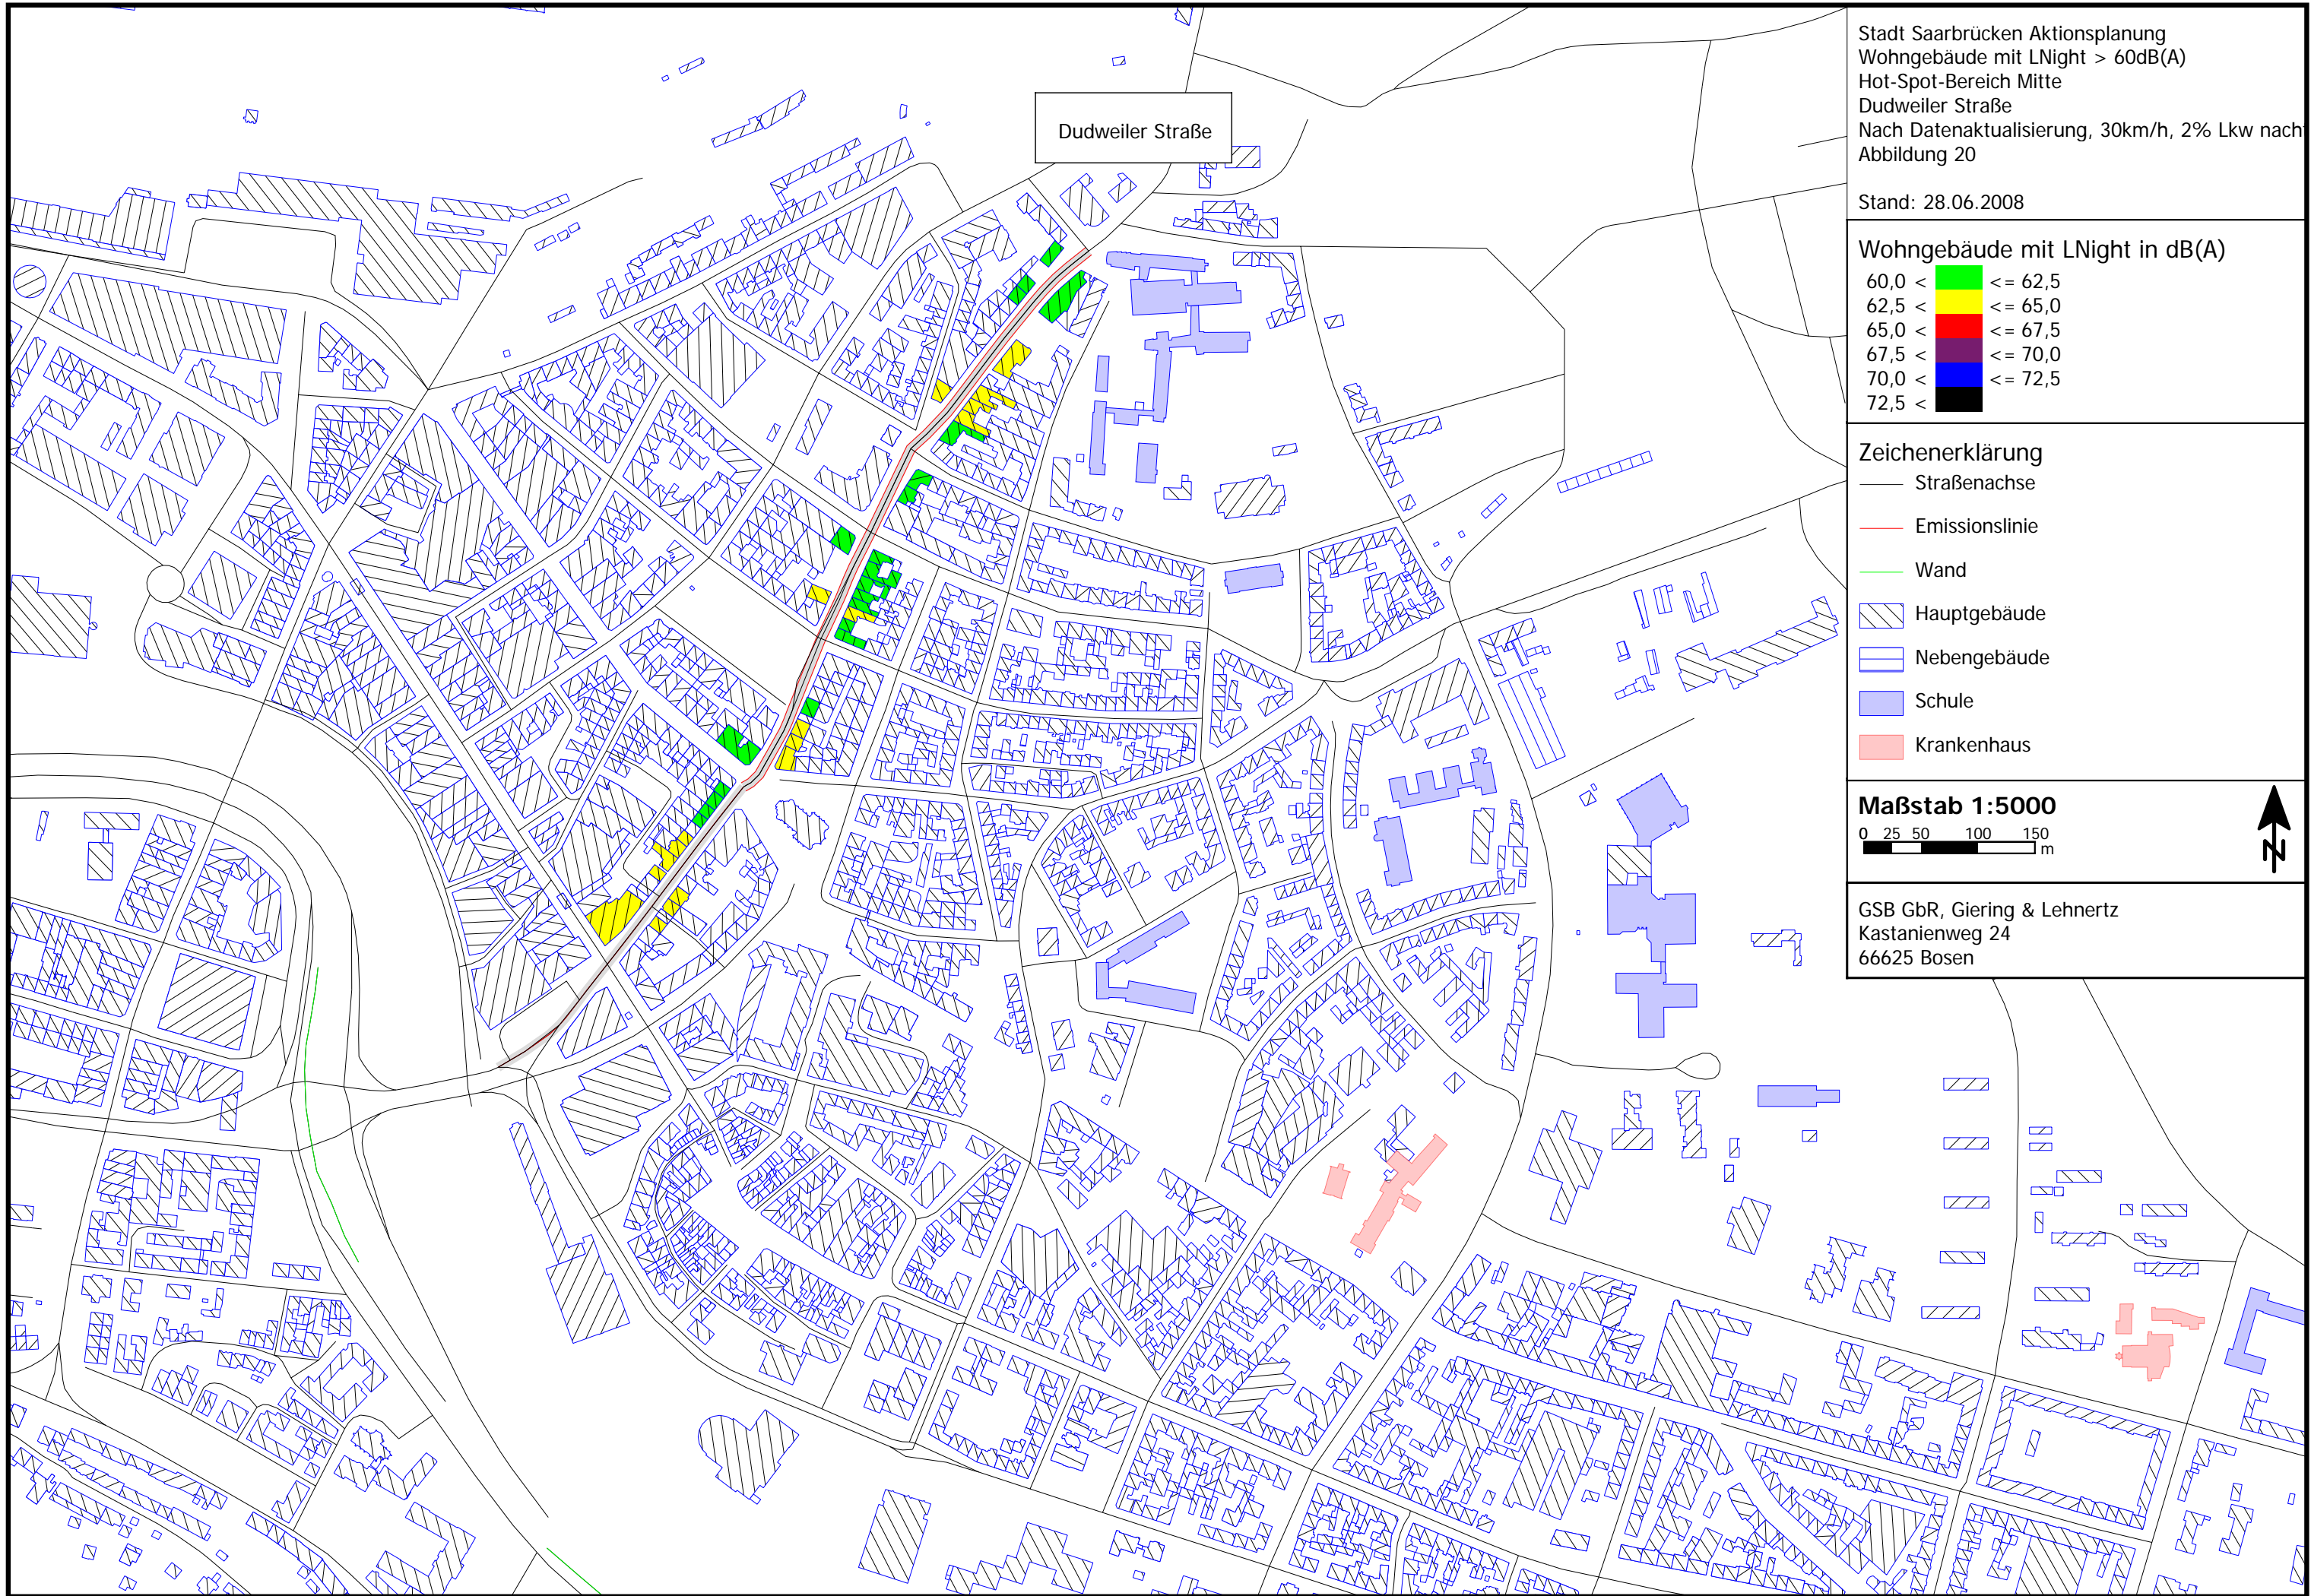 Dudweiler Straße
Stadt Saarbrücken Aktionsplanung
Wohngebäude mit LNight > 60dB(A)
Hot-Spot-Bereich Mitte
Dudweiler Straße
Nach Datenaktualisierung, 30km/h, 2% Lkw nach
Abbildung 20
Stand: 28.06.2008
Wohngebäude mit LNight in dB(A)
60,0 < <= 62,5
62,5 < <= 65,0
65,0 < <= 67,5
67,5 < <= 70,0
70,0 < <= 72,5
72,5 <
Zeichenerklärung
Straßenachse
Emissionslinie
Wand
Hauptgebäude
Nebengebäude
Schule
Krankenhaus
Maßstab 1:5000
0 25 50 100 150
m
N
GSB GbR, Giering & Lehnertz
Kastanienweg 24
66625 Bosen